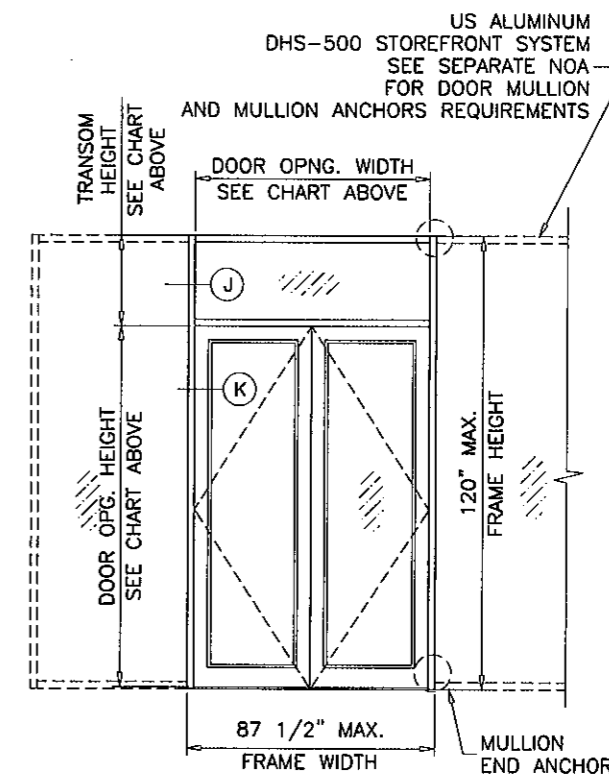 US ALUMINUM
DHS-500 STOREFRONT SYSTEM
SEE SEPARATE NOA
FOR DOOR MULLION
AND MULLION ANCHORS REQUIREMENTS
TRANSOM
HEIGHT
SEE CHART
ABOVE
DOOR OPNG. WIDTH
SEE CHART ABOVE
J
K
DOOR OPG. HEIGHT
SEE CHART ABOVE
120" MAX.
FRAME HEIGHT
87 1/2" MAX.
FRAME WIDTH
MULLION
END ANCHOR